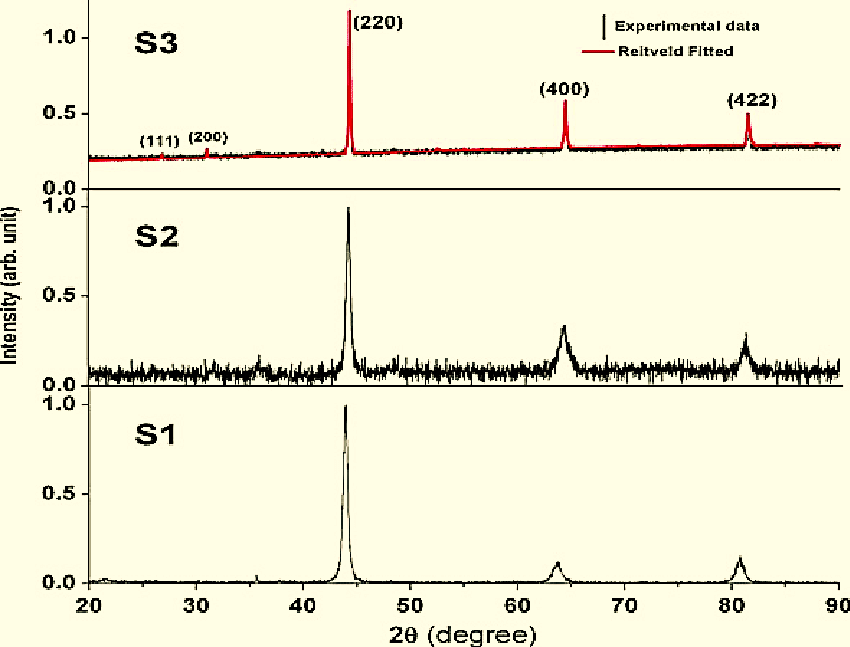 1.0
S3
(220)
Experimental data
Reitveld Fitted
(400)
(422)
0.5
(111)
(200)
0.0
1.0
S2
0.5
0.0
Intensity (arb. unit)
1.0
S1
0.5
0.0
20 30 40 50 60 70 80 90
2θ (degree)